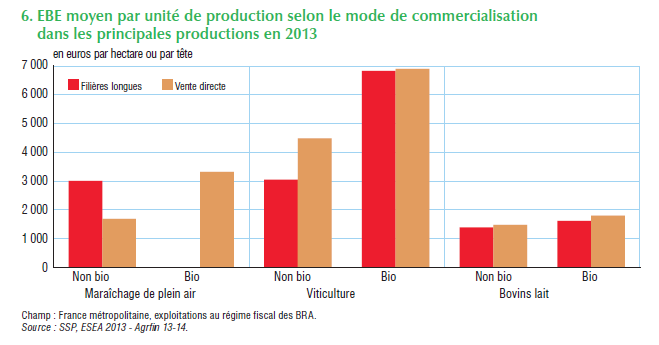 6. EBE moyen par unité de production selon le mode de commercialisation
dans les principales productions en 2013
en euros par hectare ou par tête
7 000
Filières longues Vente directe
6 000
5 000
4 000
3 000
2 000
1 000
0
Non bio Bio Non bio Bio Non bio Bio
Maraîchage de plein air Viticulture Bovins lait
Champ : France métropolitaine, exploitations au régime fiscal des BRA.
Source : SSP, ESEA 2013 - Agrfin 13-14.